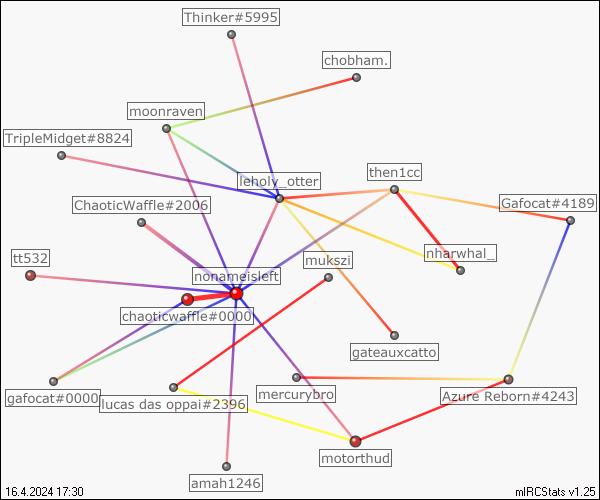 Thinker#5995
chobham.
moonraven
TripleMidget#8824
leholy_otter
then1cc
ChaoticWaffle#2006
Gafocat#4189
tt532
mukszi
nharwhal_
nonameisleft
chaoticwaffle#0000
gateauxcatto
gafocat#0000
lucas das oppai#2396
mercurybro
Azure Reborn#4243
motorthud
amah1246
16.4.2024 17:30
mIRCStats v1.25